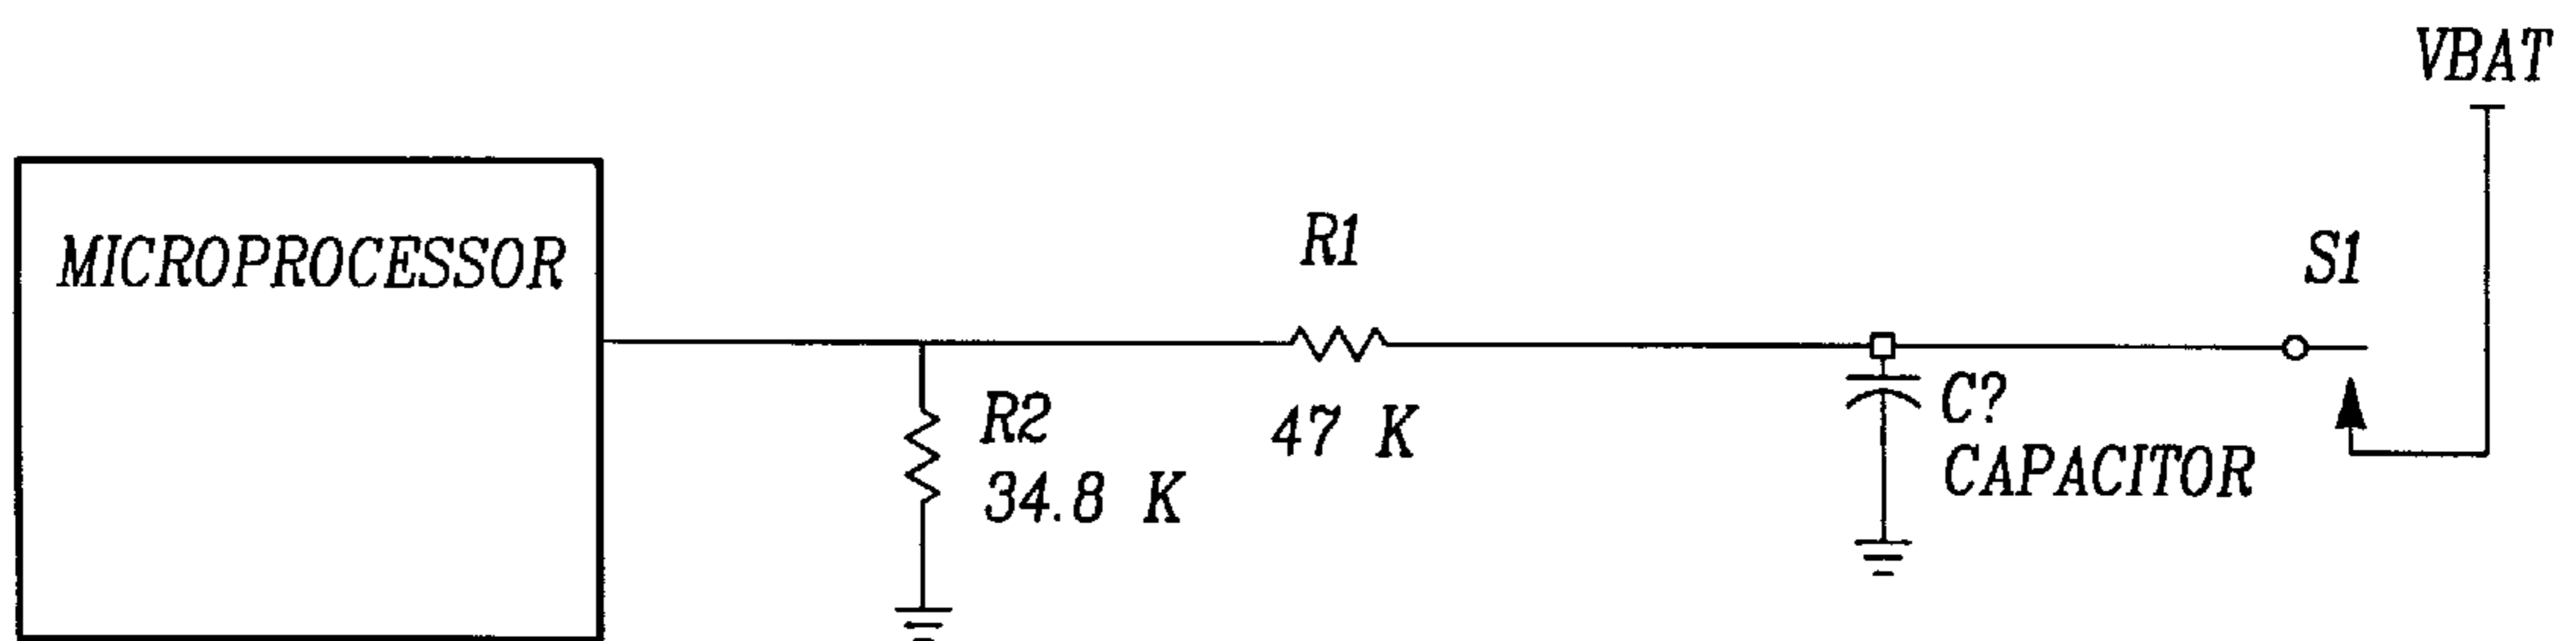 VBAT
MICROPROCESSOR
R1
S1
R2
34.8 K
47 K
C?
CAPACITOR